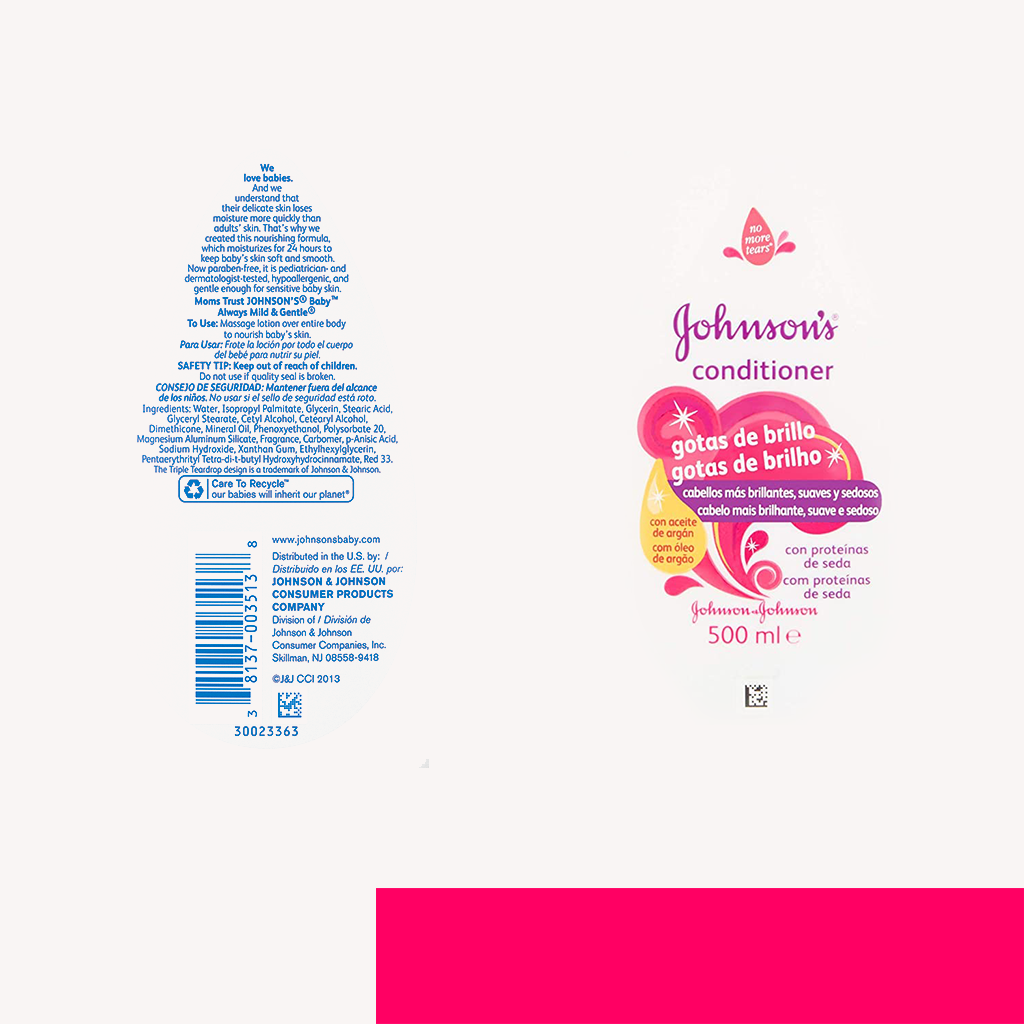 We
love babies.
And we
understand that
their delicate skin loses
moisture more quickly than
adults' skin. That's why we
created this nourishing formula,
which moisturizes for 24 hours to
keep baby's skin soft and smooth.
Now paraben-free, it is pediatrician- and
dermatologist-tested, hypoallergenic, and
gentle enough for sensitive baby skin.
Moms Trust JOHNSON'S® Baby™
Always Mild & Gentle®
To Use: Massage lotion over entire body
to nourish baby's skin.
Para Usar: Frote la loción por todo el cuerpo
del bebé para nutrir su piel.
SAFETY TIP: Keep out of reach of children.
Do not use if quality seal is broken.
CONSEJO DE SEGURIDAD: Mantener fuera del alcance
de los niños. No usar si el sello de seguridad está roto.
Ingredients: Water, Isopropyl Palmitate, Glycerin, Stearic Acid,
Glyceryl Stearate, Cetyl Alcohol, Cetearyl Alcohol,
Dimethicone, Mineral Oil, Phenoxyethanol, Polysorbate 20,
Magnesium Aluminum Silicate, Fragrance, Carbomer, p-Anisic Acid,
Sodium Hydroxide, Xanthan Gum, Ethylhexylglycerin,
Pentaerythrityl Tetra-di-t-butyl Hydroxyhydrocinnamate, Red 33.
The Triple Teardrop design is a trademark of Johnson & Johnson.
Care To Recycle™
our babies will inherit our planet®
3 8137-003513 8
www.johnsonsbaby.com
Distributed in the U.S. by: /
Distribuido en los EE. UU. por:
JOHNSON & JOHNSON
CONSUMER PRODUCTS
COMPANY
Division of / División de
Johnson & Johnson
Consumer Companies, Inc.
Skillman, NJ 08558-9418
©J&J CCI 2013
30023363
no
more
tears®
Johnson's®
conditioner
gotas de brillo
gotas de brilho
cabellos más brillantes, suaves y sedosos
cabelo mais brilhante, suave e sedoso
con aceite
de argán
com óleo
de argão
con proteínas
de seda
com proteínas
de seda
Johnson & Johnson
500 ml ℮